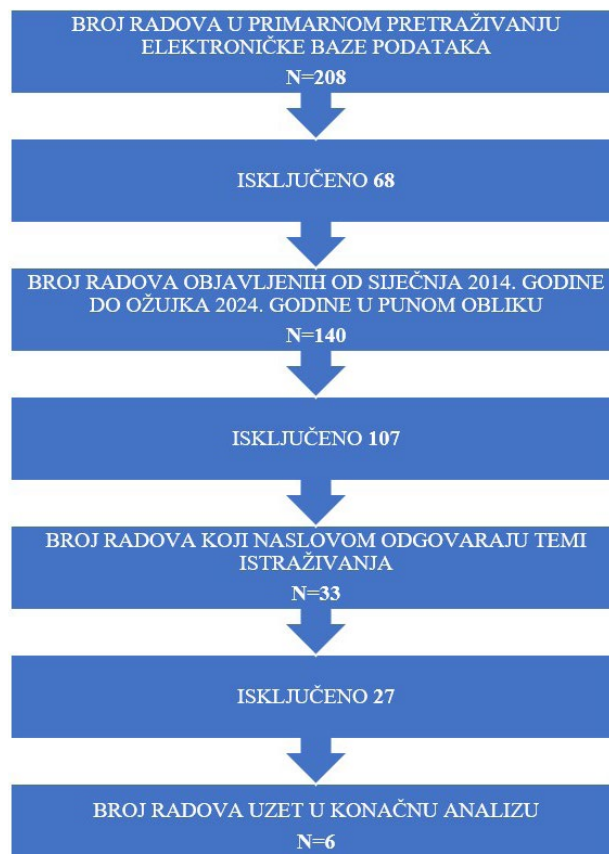 BROJ RADOVA U PRIMARNOM PRETRAŽIVANJU
ELEKTRONIČKE BAZE PODATAKA
N=208
ISKLJUČENO 68
BROJ RADOVA OBJAVLJENIH OD SIJEČNJA 2014. GODINE
DO OŽUJKA 2024. GODINE U PUNOM OBLIKU
N=140
ISKLJUČENO 107
BROJ RADOVA KOJI NASLOVOM ODGOVARAJU TEMI
ISTRAŽIVANJA
N=33
ISKLJUČENO 27
BROJ RADOVA UZET U KONAČNU ANALIZU
N=6